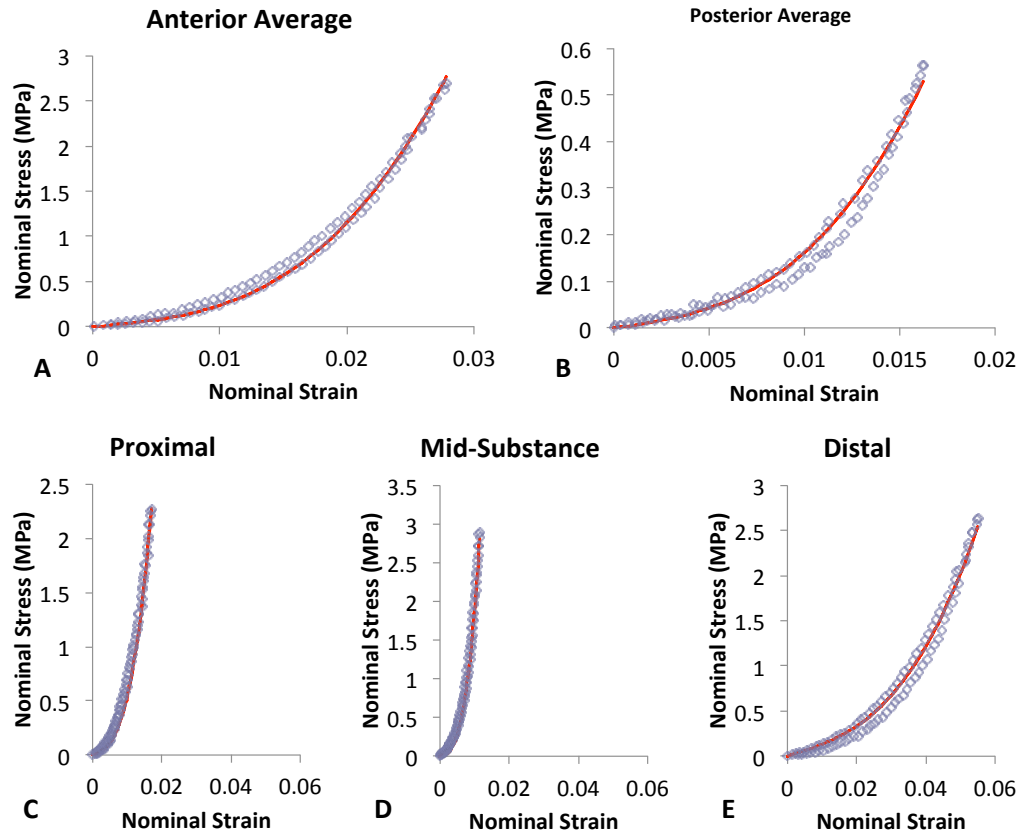 Anterior Average
Nominal Stress (MPa)
3
2.5
2
1.5
1
0.5
0
0
0.01
0.02
0.03
Nominal Strain
A
Posterior Average
Nominal Stress (MPa)
0.6
0.5
0.4
0.3
0.2
0.1
0
0
0.005
0.01
0.015
0.02
Nominal Strain
B
Proximal
Nominal Stress (MPa)
2.5
2
1.5
1
0.5
0
0
0.02
0.04
0.06
Nominal Strain
C
Mid-Substance
Nominal Stress (MPa)
3.5
3
2.5
2
1.5
1
0.5
0
0
0.02
0.04
0.06
Nominal Strain
D
Distal
Nominal Stress (MPa)
3
2.5
2
1.5
1
0.5
0
0
0.02
0.04
0.06
Nominal Strain
E